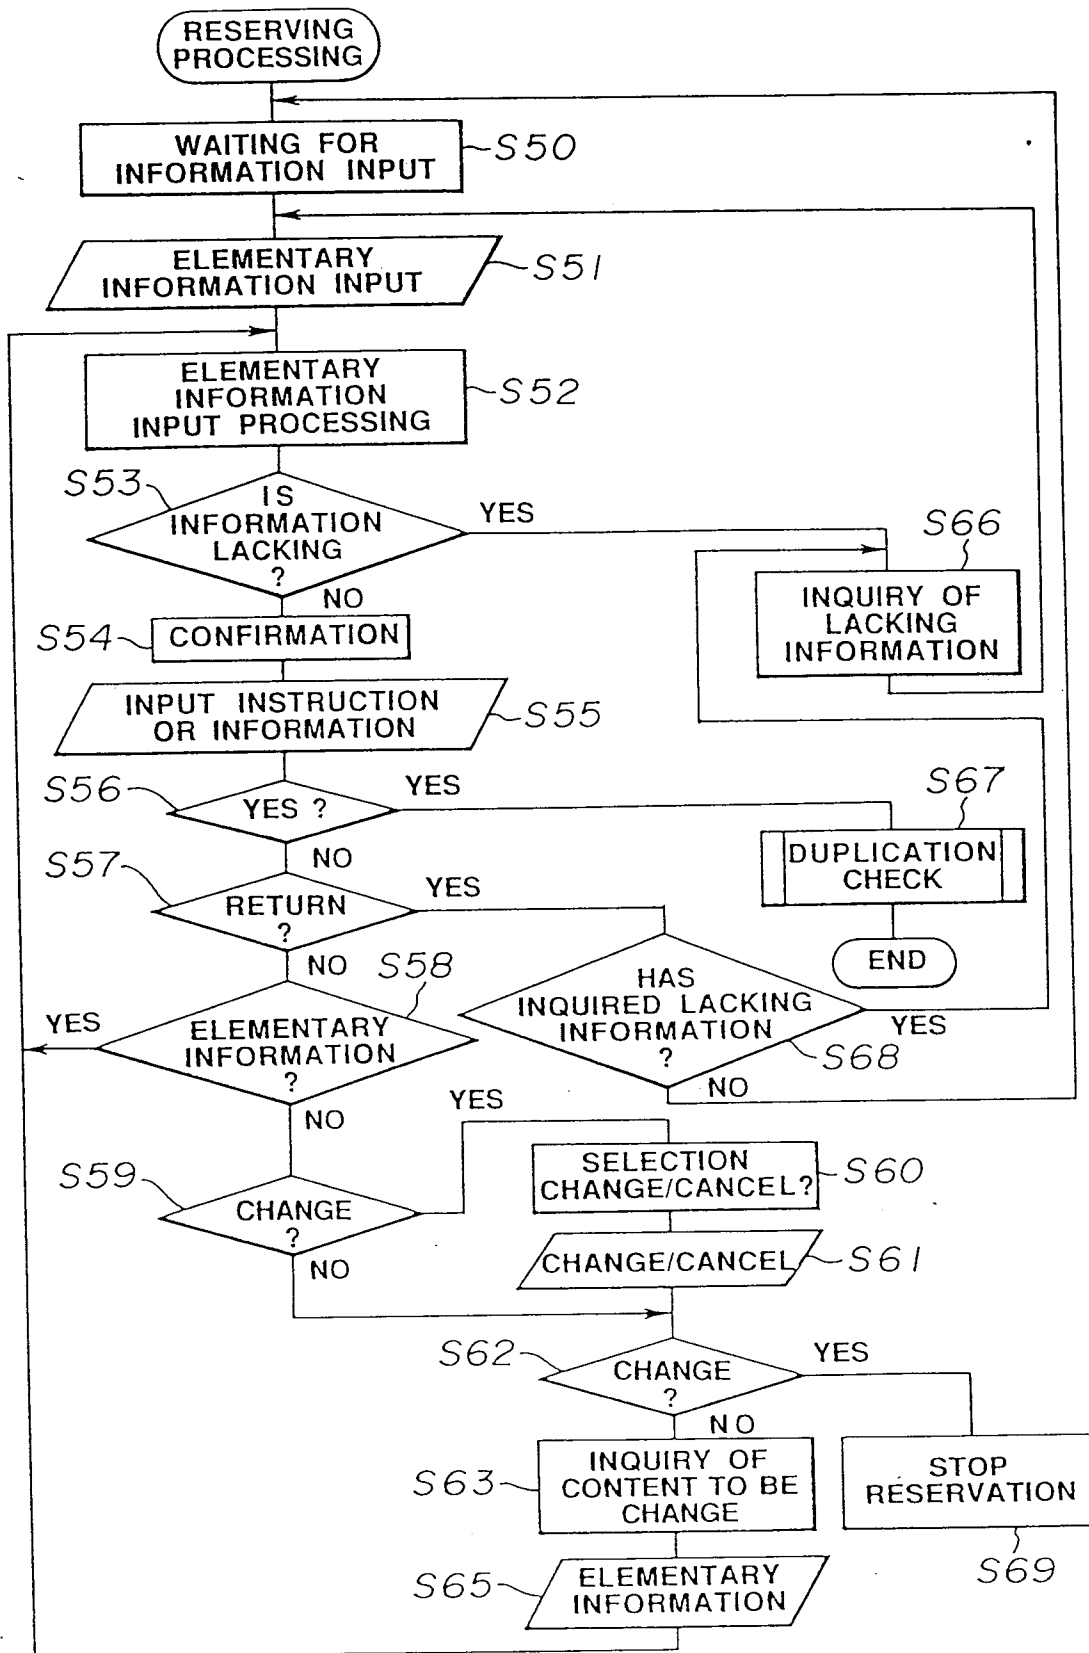 RESERVING
PROCESSING
WAITING FOR
INFORMATION INPUT
S50
ELEMENTARY
INFORMATION INPUT
S51
ELEMENTARY
INFORMATION
INPUT PROCESSING
S52
S53
IS
INFORMATION
LACKING
?
YES
NO
S66
INQUIRY OF
LACKING
INFORMATION
S54
CONFIRMATION
INPUT INSTRUCTION
OR INFORMATION
S55
S56
YES ?
YES
NO
S67
DUPLICATION
CHECK
END
S57
RETURN
?
YES
NO
S58
ELEMENTARY
INFORMATION
?
YES
NO
HAS
INQUIRED LACKING
INFORMATION
?
YES
S68
NO
S59
CHANGE
?
YES
NO
SELECTION
CHANGE/CANCEL?
S60
CHANGE/CANCEL
S61
S62
CHANGE
?
YES
NO
S63
INQUIRY OF
CONTENT TO BE
CHANGE
STOP
RESERVATION
S69
S65
ELEMENTARY
INFORMATION